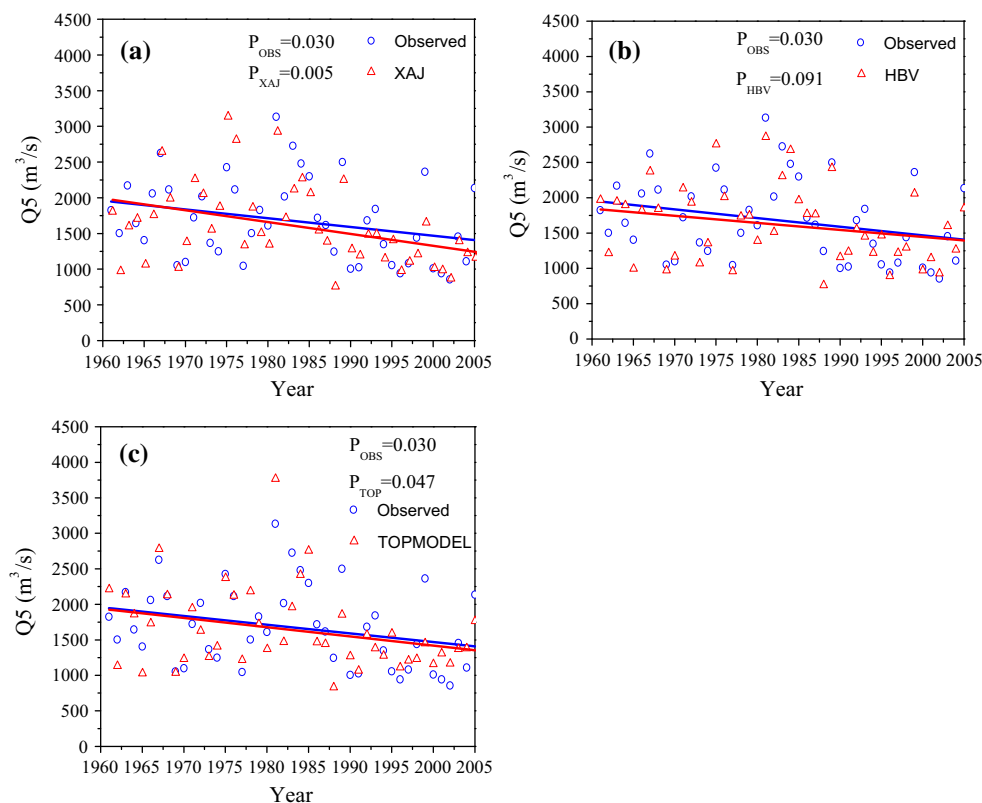 4500
4000
3500
3000
2500
2000
1500
1000
500
0
Q5 (m³/s)
(a)
P_OBS=0.030
P_XAJ=0.005
Observed
XAJ
1960 1965 1970 1975 1980 1985 1990 1995 2000 2005
Year
4500
4000
3500
3000
2500
2000
1500
1000
500
0
Q5 (m³/s)
(b)
P_OBS=0.030
P_HBV=0.091
Observed
HBV
1960 1965 1970 1975 1980 1985 1990 1995 2000 2005
Year
4500
4000
3500
3000
2500
2000
1500
1000
500
0
Q5 (m³/s)
(c)
P_OBS=0.030
P_TOP=0.047
Observed
TOPMODEL
1960 1965 1970 1975 1980 1985 1990 1995 2000 2005
Year